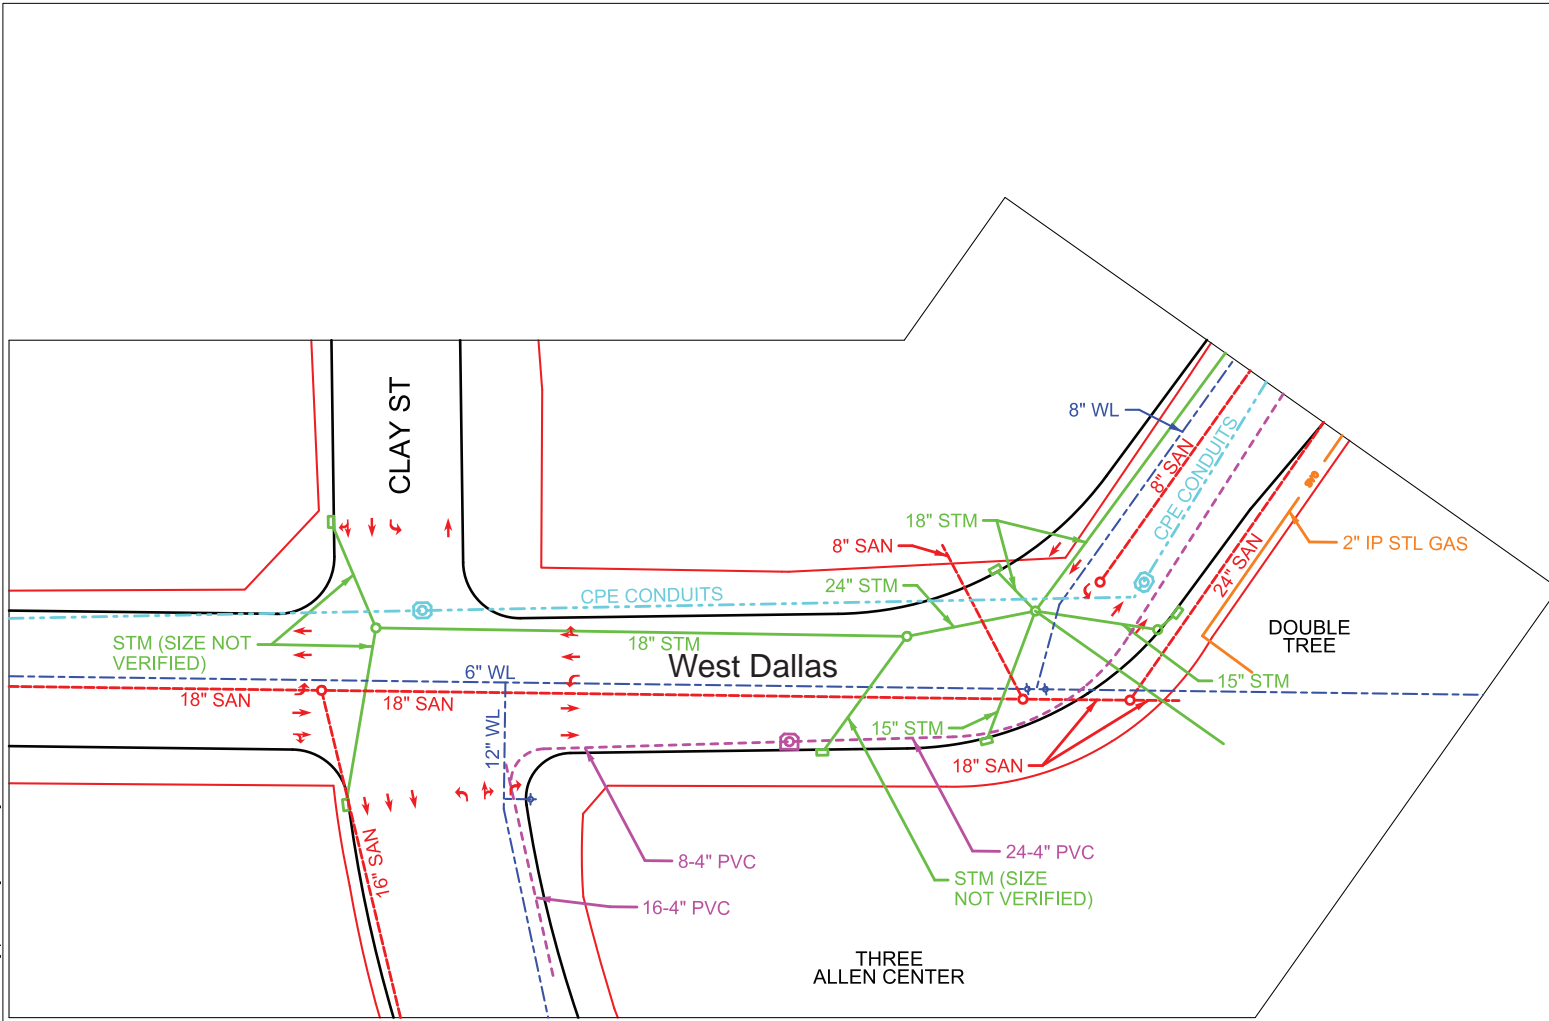 CLAY ST
8" WL
8" SAN
CPE CONDUITS
18" STM
8" SAN
24" STM
24" SAN
2" IP STL GAS
CPE CONDUITS
STM (SIZE NOT
VERIFIED)
18" STM
West Dallas
DOUBLE
TREE
6" WL
18" SAN
18" SAN
15" STM
12" WL
15" STM
18" SAN
16" SAN
8-4" PVC
24-4" PVC
STM (SIZE
NOT VERIFIED)
16-4" PVC
THREE
ALLEN CENTER